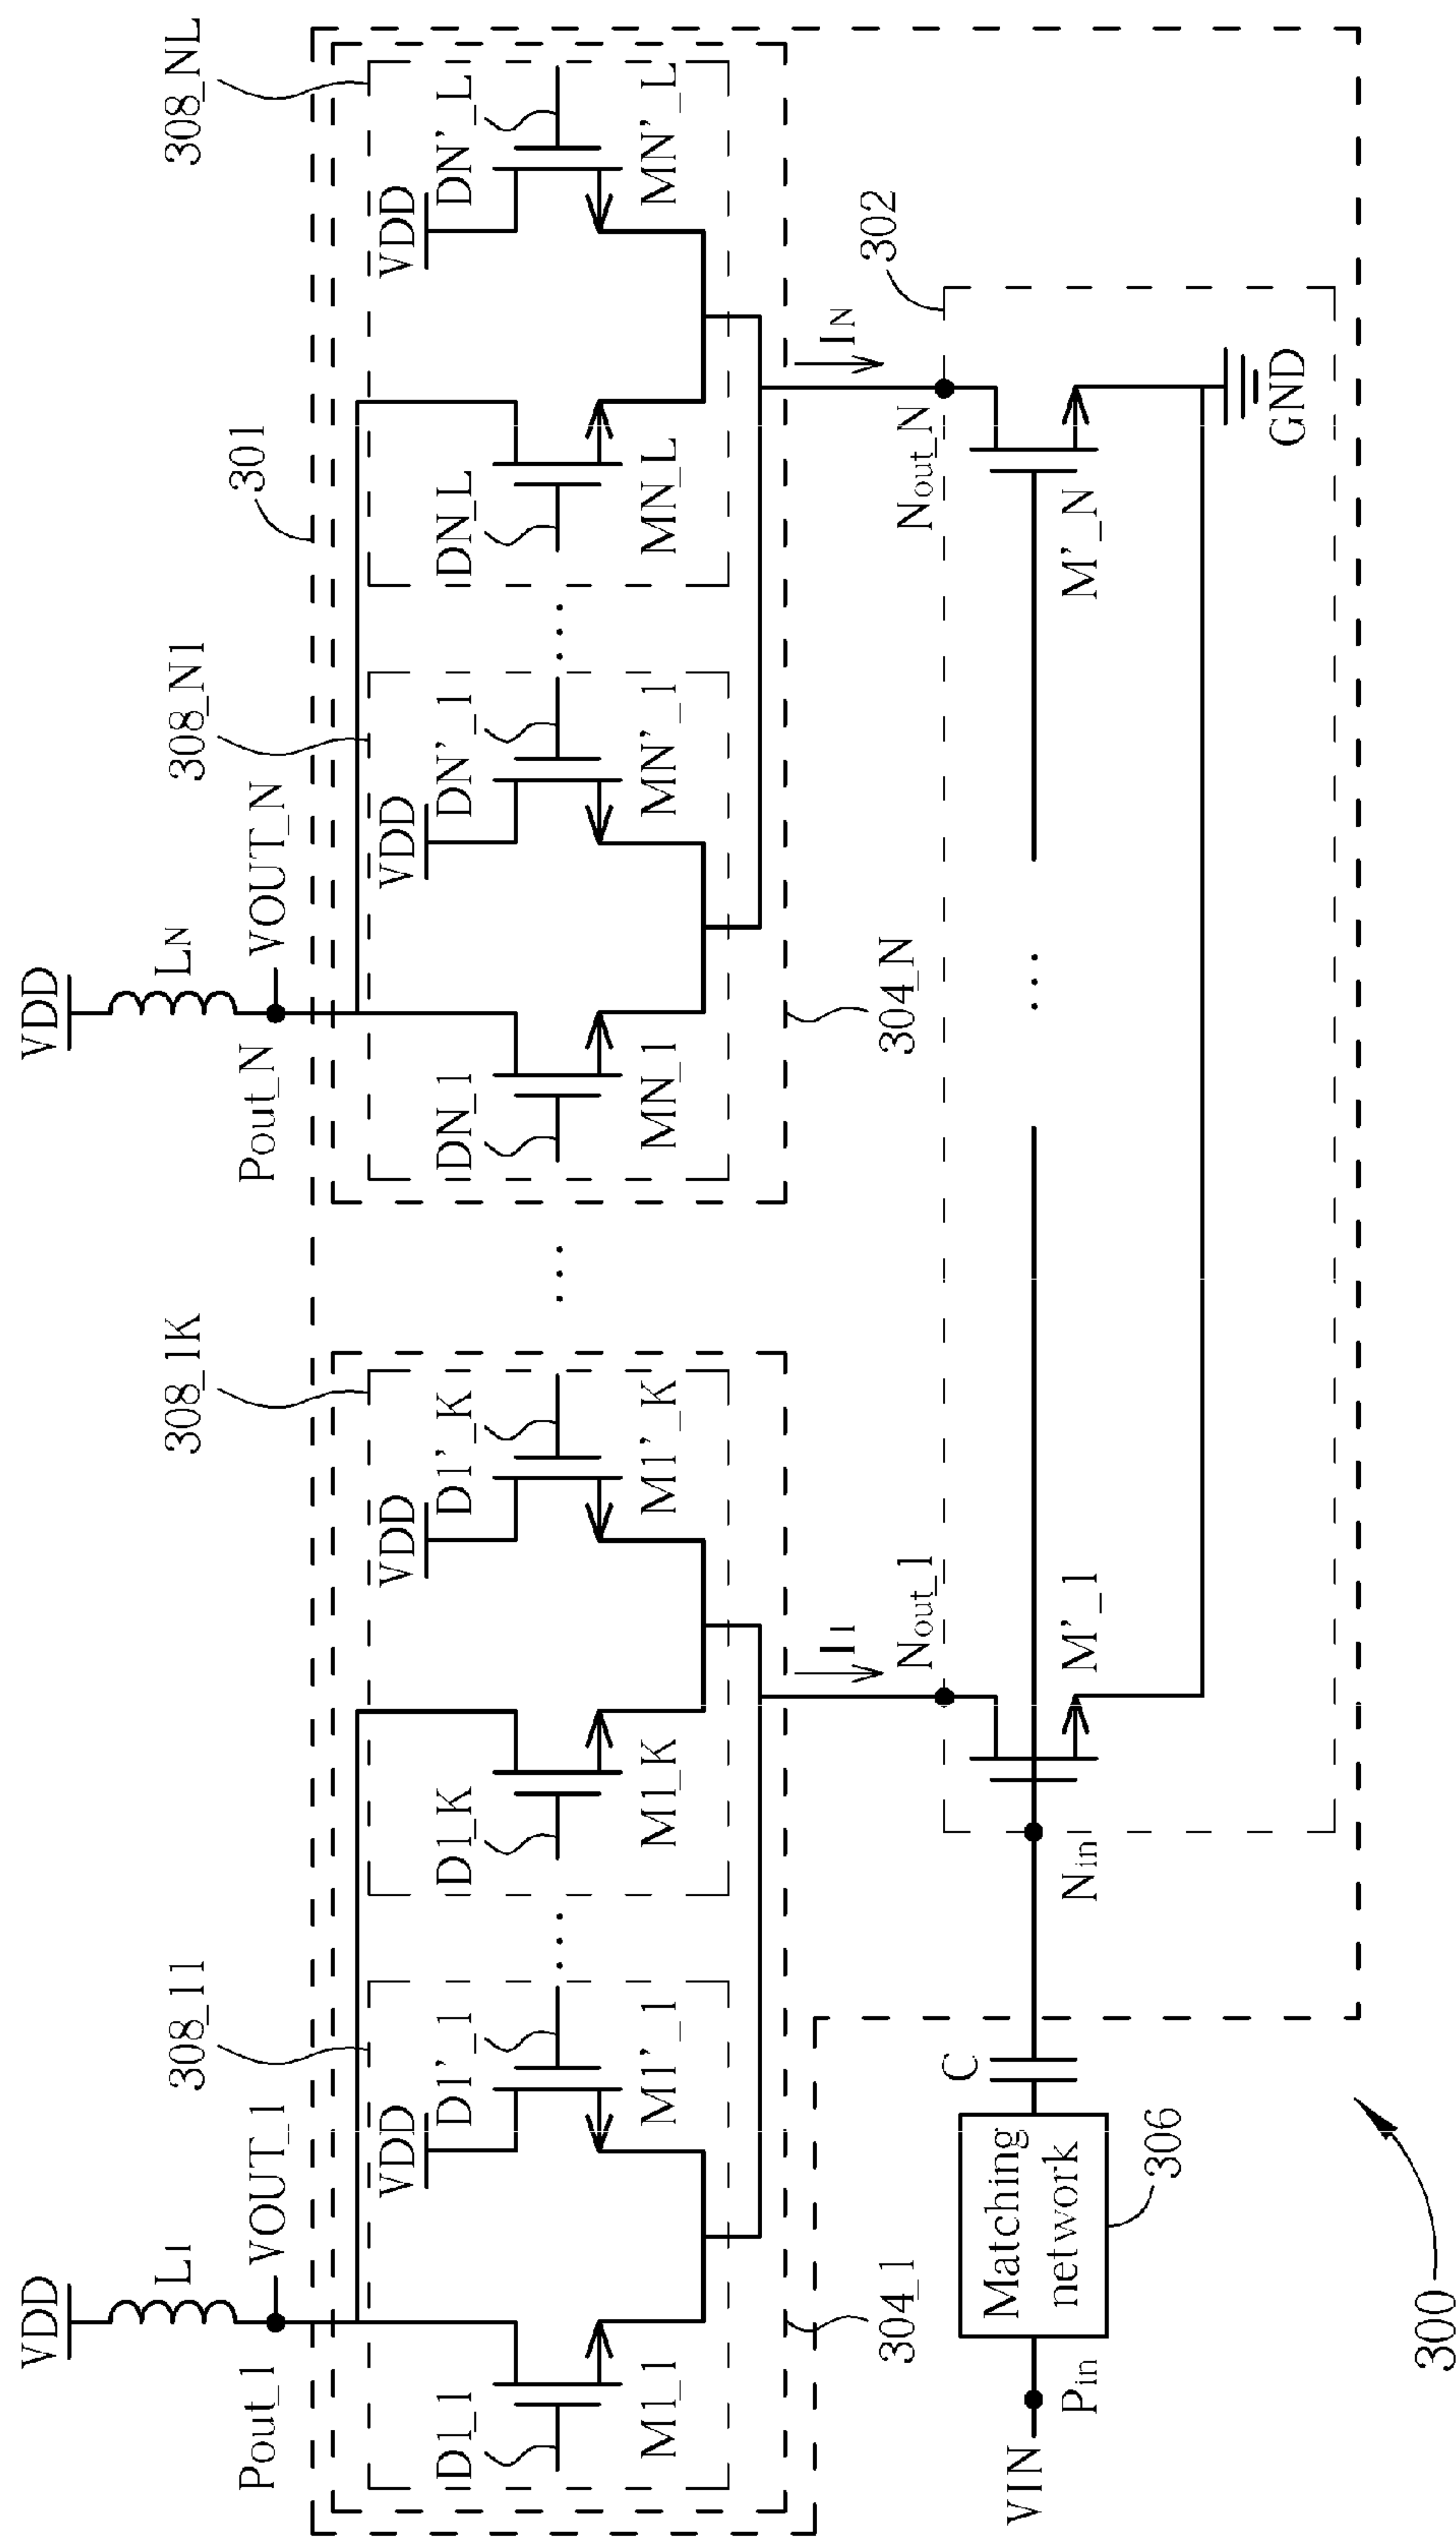 VDD
L1
Pout_1
VOUT_1
308_11
308_1K
VDD
LN
Pout_N
VOUT_N
308_N1
301
308_NL
D1_1
VDD
D1'_1
M1_1
M1'_1
...
D1_K
VDD
D1'_K
M1_K
M1'_K
...
DN_1
VDD
DN'_1
MN_1
MN'_1
...
DN_L
VDD
DN'_L
MN_L
MN'_L
304_1
I1
Nout_1
304_N
IN
Nout_N
302
VIN
Pin
Matching
network
306
C
Nin
M'_1
...
M'_N
GND
300